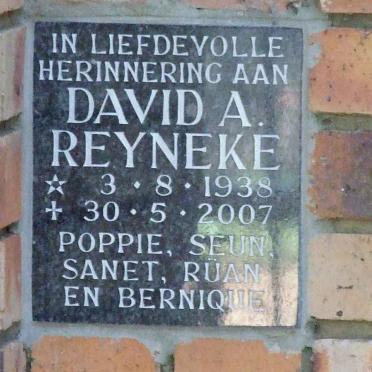 IN LIEFDEVOLLE
HERINNERING AAN
DAVID A.
REYNEKE
☆ 3 · 8 · 1938
✝ 30 · 5 · 2007
POPPIE, SEUN,
SANET, RÜAN
EN BERNIQUE